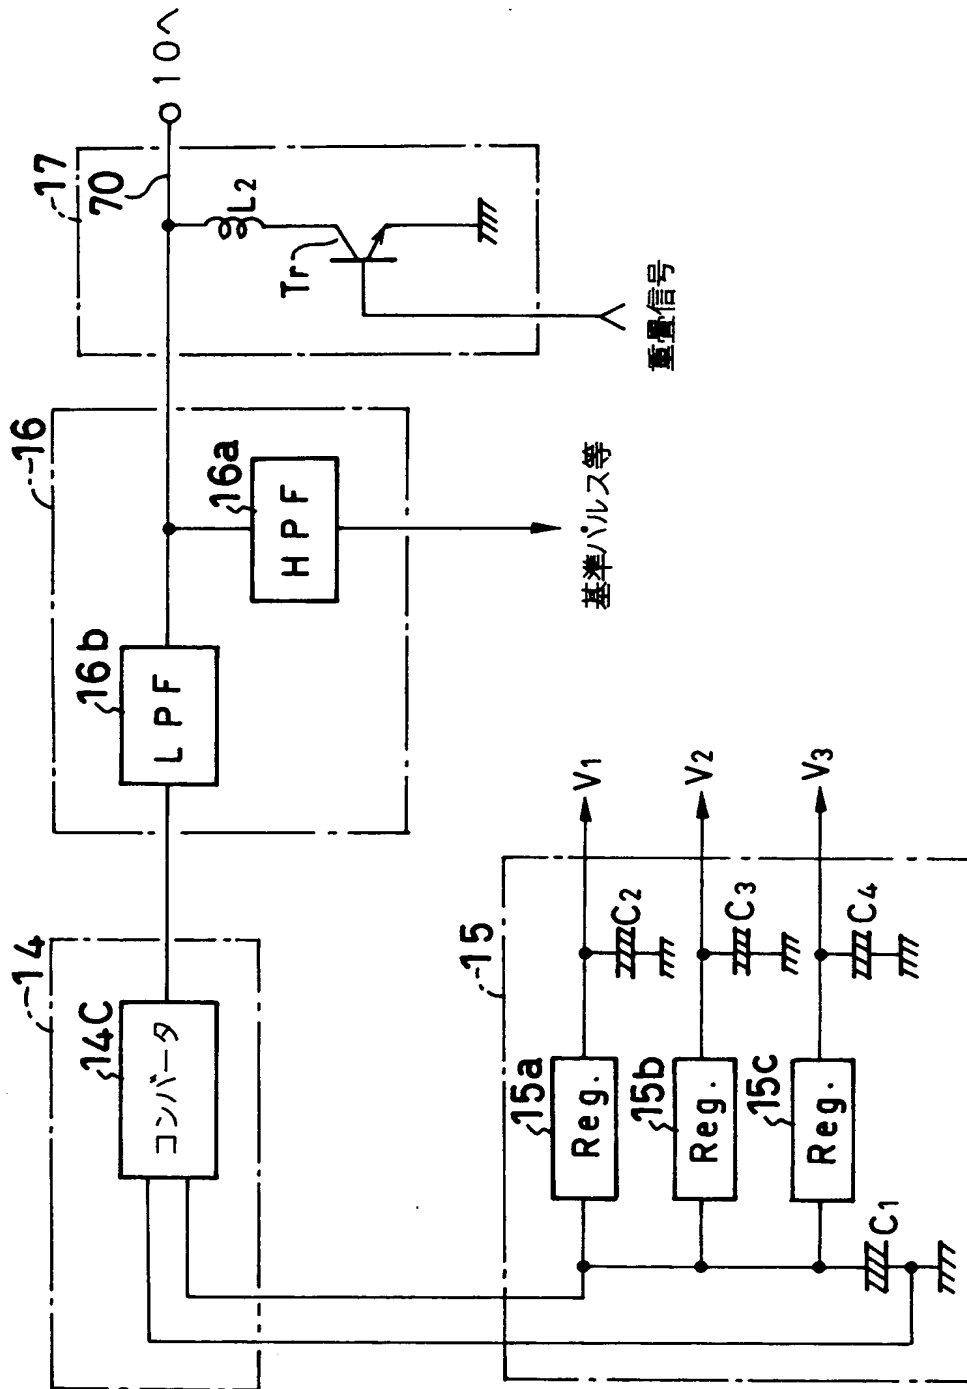 14
14C
コンバータ
16
16b
LPF
16a
HPF
基準パルス等
17
70
L2
Tr
重畳信号
10へ
15
15a
Reg.
15b
Reg.
15c
Reg.
C1
C2
C3
C4
V1
V2
V3